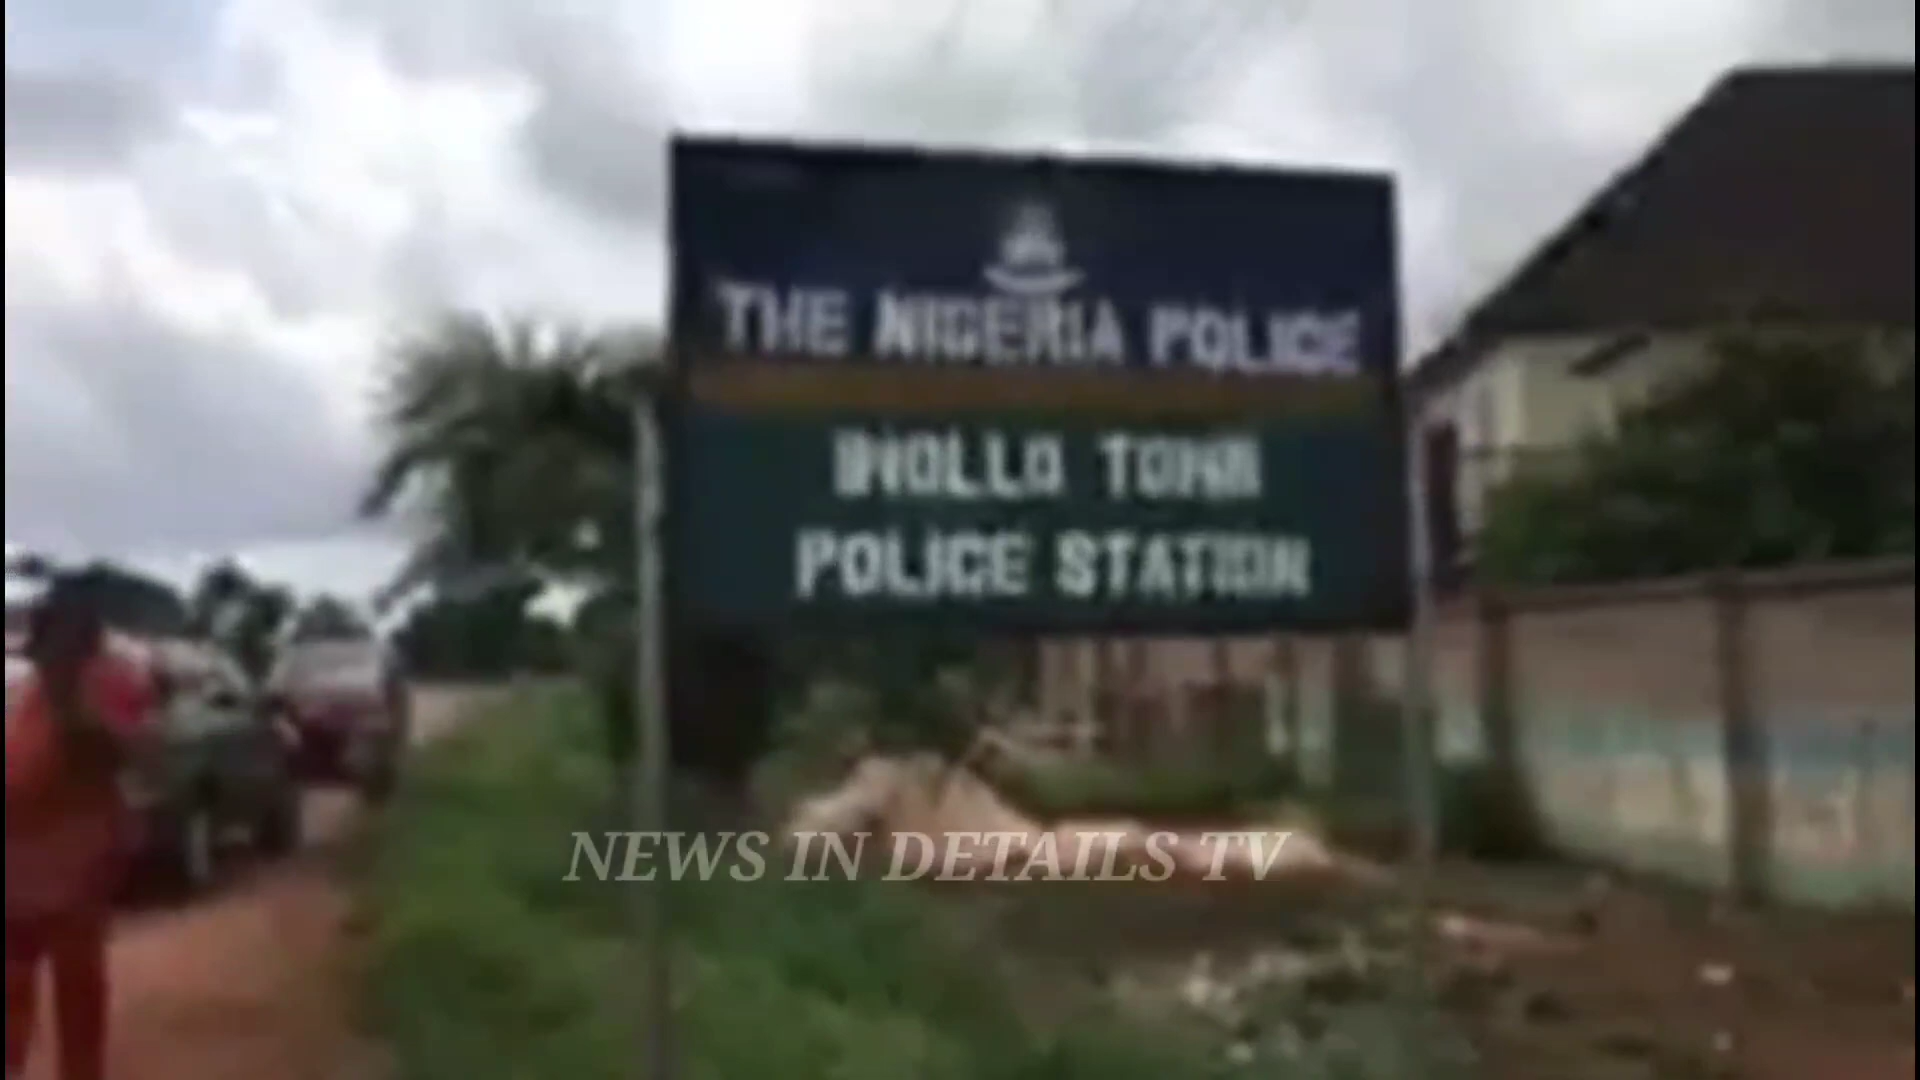 THE NIGERIA POLICE
POLICE STATION
NEWS IN DETAILS TV